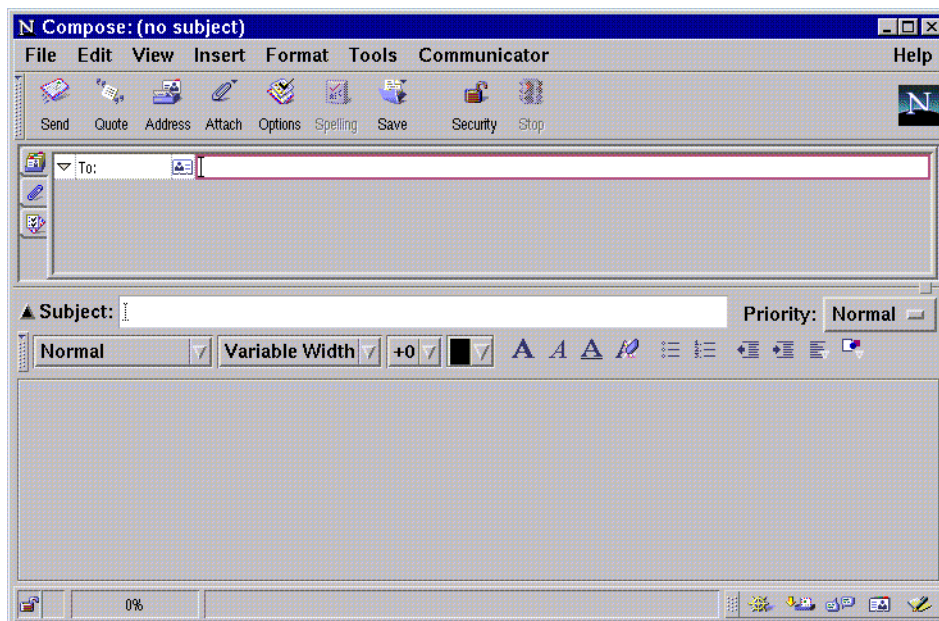 N Compose: (no subject)
File Edit View Insert Format Tools Communicator Help
Send Quote Address Attach Options Spelling Save Security Stop
N
To:
Subject: Priority: Normal
Normal Variable Width +0 A A A A
0%